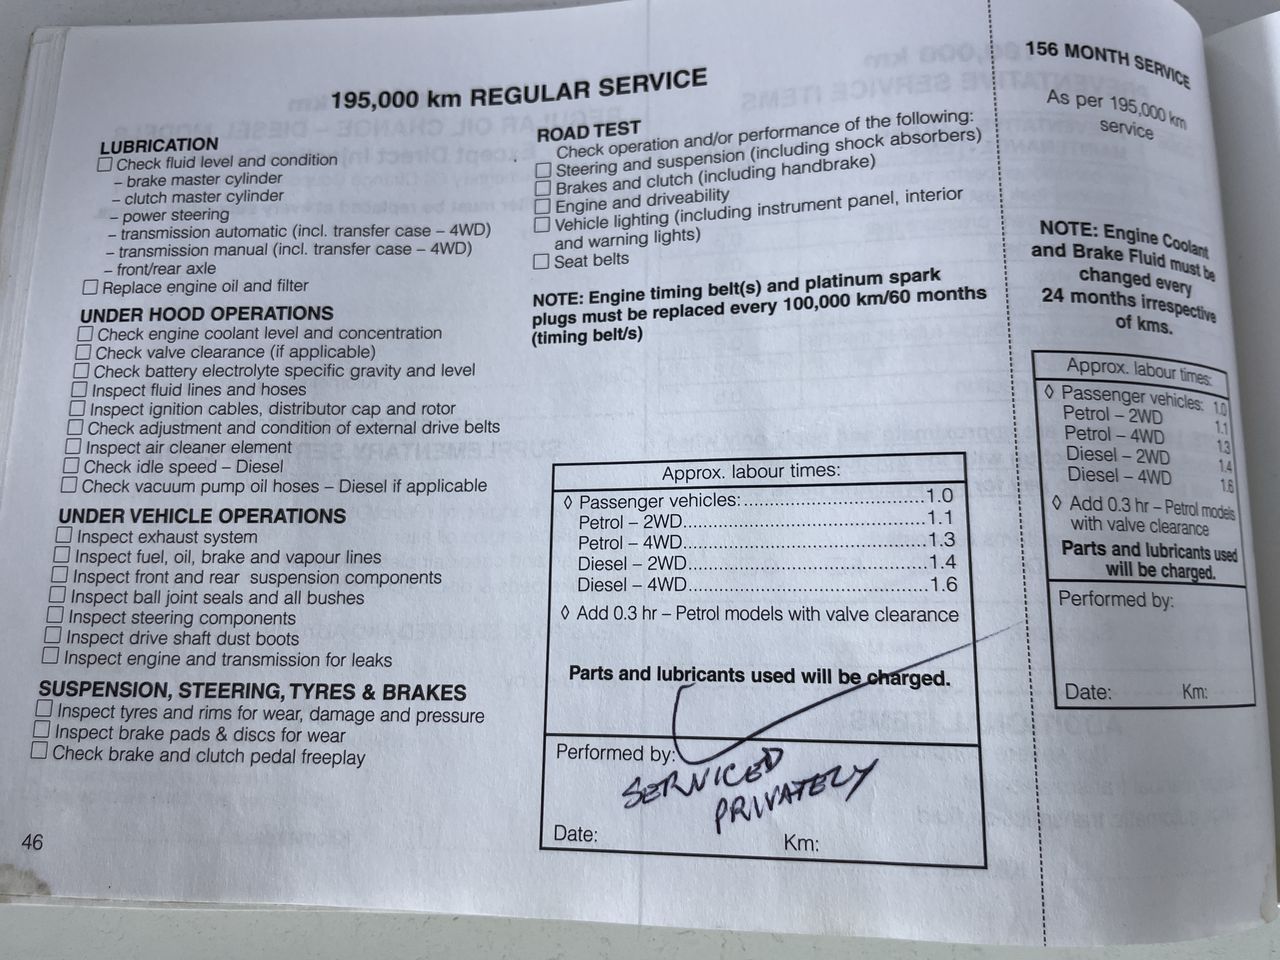 195,000 km REGULAR SERVICE
LUBRICATION
Check fluid level and condition
– brake master cylinder
– clutch master cylinder
– power steering
– transmission automatic (incl. transfer case – 4WD)
– transmission manual (incl. transfer case – 4WD)
– front/rear axle
Replace engine oil and filter
UNDER HOOD OPERATIONS
Check engine coolant level and concentration
Check valve clearance (if applicable)
Check battery electrolyte specific gravity and level
Inspect fluid lines and hoses
Inspect ignition cables, distributor cap and rotor
Check adjustment and condition of external drive belts
Inspect air cleaner element
Check idle speed – Diesel
Check vacuum pump oil hoses – Diesel if applicable
UNDER VEHICLE OPERATIONS
Inspect exhaust system
Inspect fuel, oil, brake and vapour lines
Inspect front and rear suspension components
Inspect ball joint seals and all bushes
Inspect steering components
Inspect drive shaft dust boots
Inspect engine and transmission for leaks
SUSPENSION, STEERING, TYRES & BRAKES
Inspect tyres and rims for wear, damage and pressure
Inspect brake pads & discs for wear
Check brake and clutch pedal freeplay
46
ROAD TEST
Check operation and/or performance of the following:
Steering and suspension (including shock absorbers)
Brakes and clutch (including handbrake)
Engine and driveability
Vehicle lighting (including instrument panel, interior
and warning lights)
Seat belts
NOTE: Engine timing belt(s) and platinum spark
plugs must be replaced every 100,000 km/60 months
(timing belt/s)
Approx. labour times:
◊ Passenger vehicles:..............................1.0
Petrol – 2WD..........................................1.1
Petrol – 4WD..........................................1.3
Diesel – 2WD.........................................1.4
Diesel – 4WD.........................................1.6
◊ Add 0.3 hr – Petrol models with valve clearance
Parts and lubricants used will be charged.
Performed by:
SERVICED
PRIVATELY
Date: Km:
156 MONTH SERVICE
As per 195,000 km
service
NOTE: Engine Coolant
and Brake Fluid must be
changed every
24 months irrespective
of kms.
Approx. labour times:
◊ Passenger vehicles: 1.0
Petrol – 2WD 1.1
Petrol – 4WD 1.3
Diesel – 2WD 1.4
Diesel – 4WD 1.6
◊ Add 0.3 hr – Petrol models
with valve clearance
Parts and lubricants used
will be charged.
Performed by:
Date: Km: